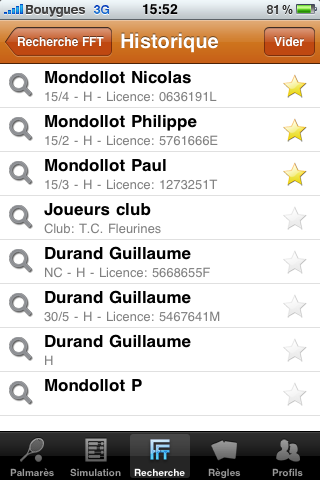 Bouygues 3G 15:52 81 %
Recherche FFT Historique Vider
Mondollot Nicolas
15/4 - H - Licence: 0636191L
Mondollot Philippe
15/2 - H - Licence: 5761666E
Mondollot Paul
15/3 - H - Licence: 1273251T
Joueurs club
Club: T.C. Fleurines
Durand Guillaume
NC - H - Licence: 5668655F
Durand Guillaume
30/5 - H - Licence: 5467641M
Durand Guillaume
H
Mondollot P
FFT
Palmarès Simulation Recherche Règles Profils